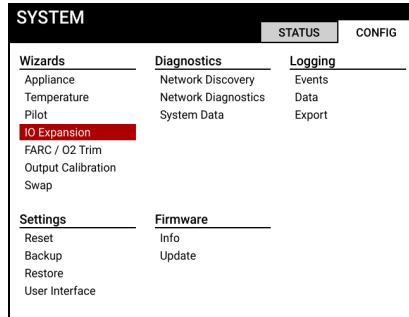 SYSTEM
STATUS
CONFIG
Wizards
Appliance
Temperature
Pilot
IO Expansion
FARC / O2 Trim
Output Calibration
Swap
Diagnostics
Network Discovery
Network Diagnostics
System Data
Logging
Events
Data
Export
Settings
Reset
Backup
Restore
User Interface
Firmware
Info
Update